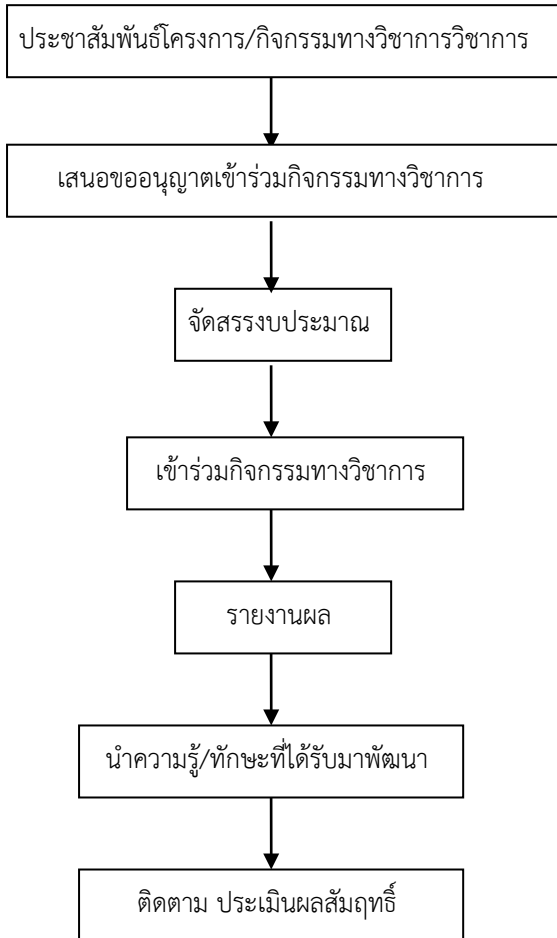 ประชาสัมพันธ์โครงการ/กิจกรรมทางวิชาการวิชาการ
เสนอขออนุญาตเข้าร่วมกิจกรรมทางวิชาการ
จัดสรรงบประมาณ
เข้าร่วมกิจกรรมทางวิชาการ
รายงานผล
นำความรู้/ทักษะที่ได้รับมาพัฒนา
ติดตาม ประเมินผลสัมฤทธิ์